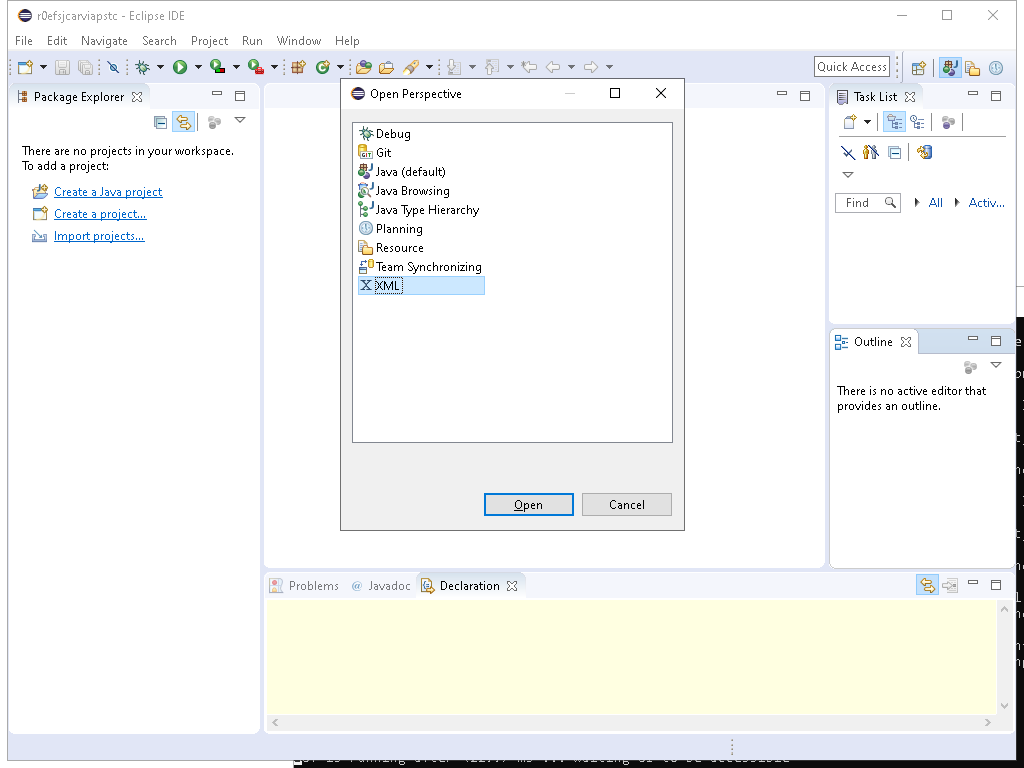 r0efsjcarviapstc - Eclipse IDE
File Edit Navigate Search Project Run Window Help
Quick Access
Package Explorer
There are no projects in your workspace.
To add a project:
Create a Java project
Create a project...
Import projects...
Open Perspective
Debug
GIT Git
Java (default)
Java Browsing
Java Type Hierarchy
Planning
Resource
Team Synchronizing
X XML
Open Cancel
Task List
Find All Activ...
Outline
There is no active editor that
provides an outline.
Problems @ Javadoc Declaration